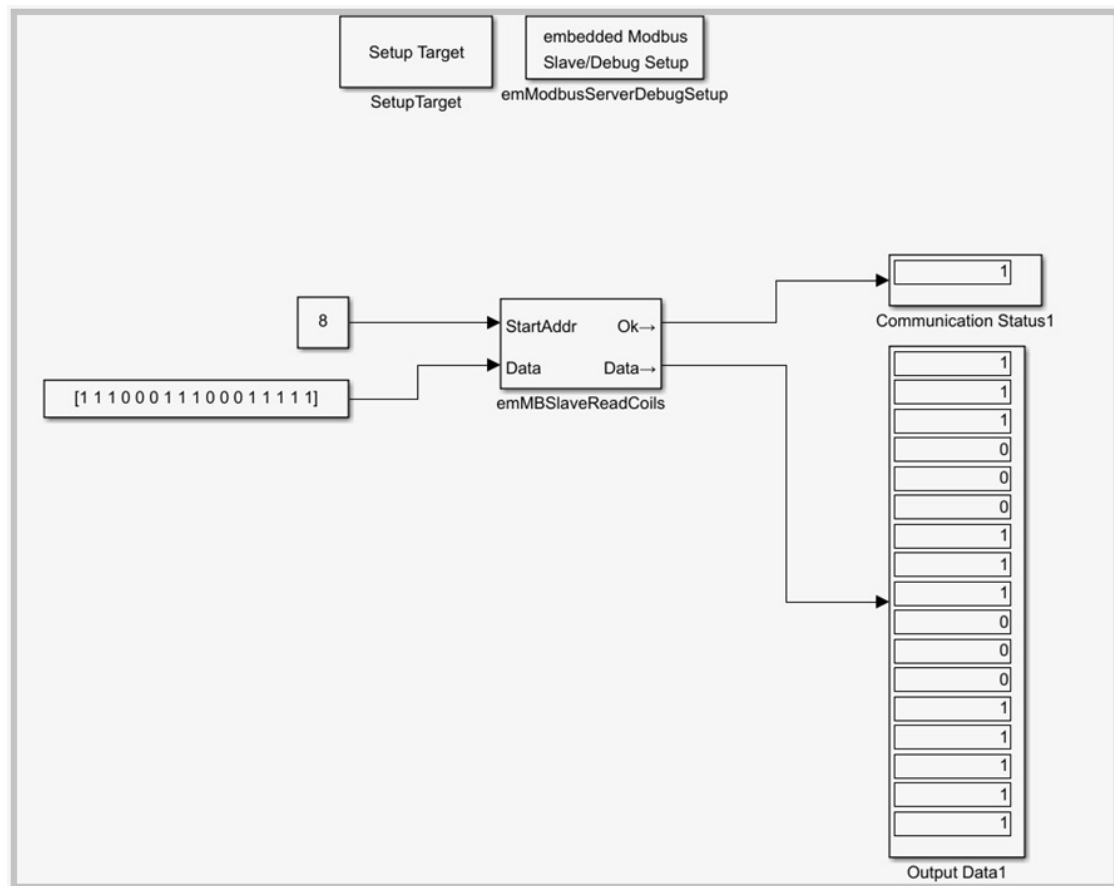 Setup Target
SetupTarget
embedded Modbus
Slave/Debug Setup
emModbusServerDebugSetup
8
[1 1 1 0 0 0 1 1 1 0 0 0 1 1 1 1 1]
StartAddr
Ok→
Data
Data→
emMBSlaveReadCoils
1
Communication Status1
1
1
1
0
0
0
1
1
1
0
0
0
1
1
1
1
1
Output Data1